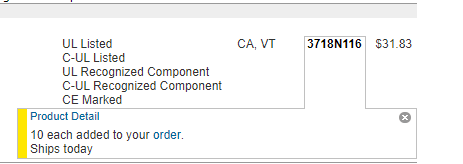 UL Listed CA, VT 3718N116 $31.83
C-UL Listed
UL Recognized Component
C-UL Recognized Component
CE Marked
Product Detail
10 each added to your order.
Ships today